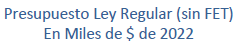 Presupuesto Ley Regular (sin FET)
En Miles de $ de 2022